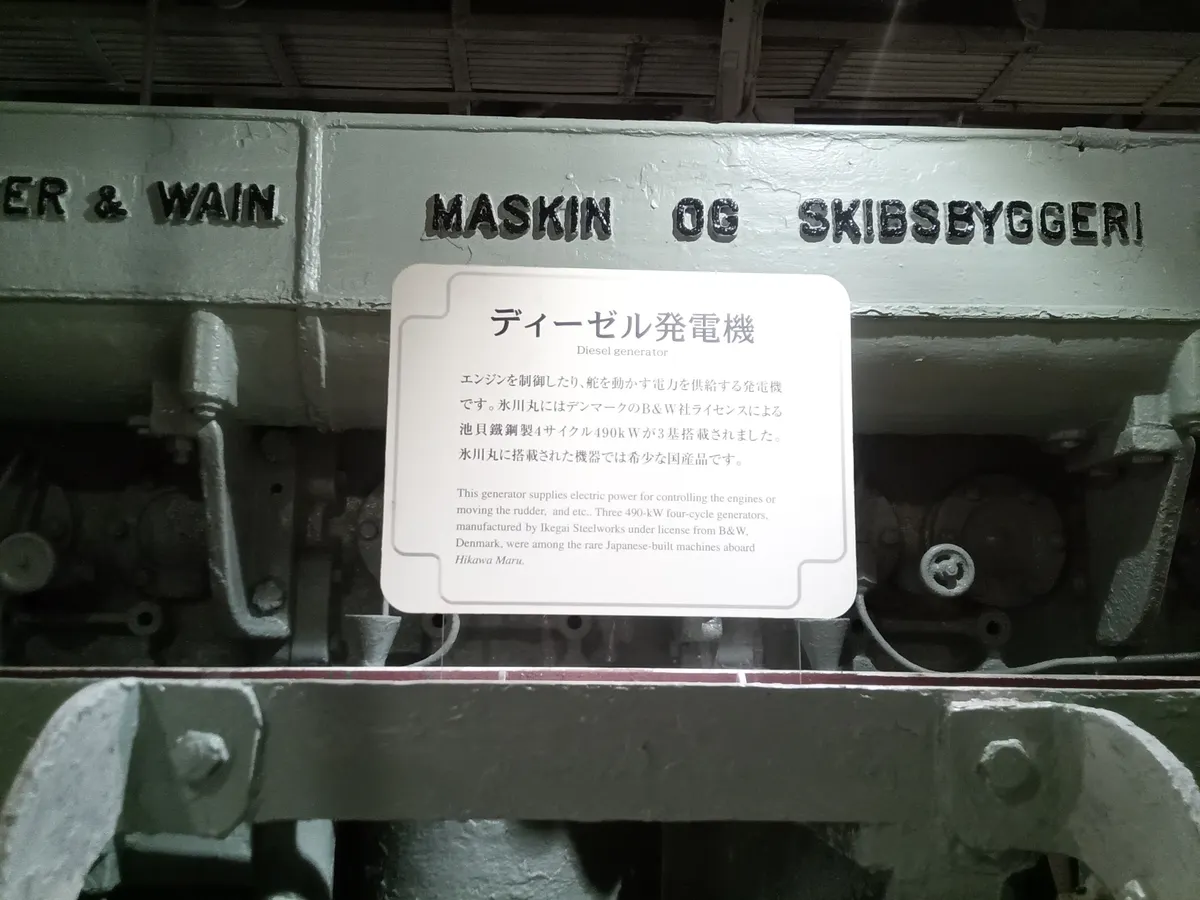 ER & WAIN
MASKIN OG SKIBSBYGGERI
ディーゼル発電機
Diesel generator
エンジンを制御したり、舵を動かす電力を供給する発電機
です。氷川丸にはデンマークのB&W社ライセンスによる
池貝鐵鋼製4サイクル490kWが3基搭載されました。
氷川丸に搭載された機器では希少な国産品です。
This generator supplies electric power for controlling the engines or
moving the rudder, and etc.. Three 490-kW four-cycle generators,
manufactured by Ikegai Steelworks under license from B&W,
Denmark, were among the rare Japanese-built machines aboard
Hikawa Maru.